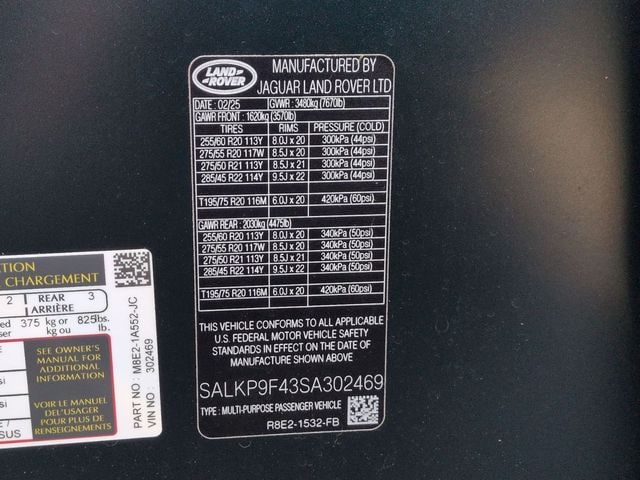 LAND
ROVER
MANUFACTURED BY
JAGUAR LAND ROVER LTD
DATE : 02/25 GVWR : 3480kg (7670lb)
GAWR FRONT : 1620kg (3570lb)
TIRES RIMS PRESSURE (COLD)
255/60 R20 113Y 8.0J x 20 300kPa (44psi)
275/55 R20 117W 8.0J x 20 300kPa (44psi)
275/50 R21 113Y 8.5J x 21 300kPa (44psi)
285/45 R22 114Y 9.5J x 22 300kPa (44psi)
T195/75 R20 116M 6.0J x 20 420kPa (60psi)
GAWR REAR : 2030kg (4475lb)
255/60 R20 113Y 8.0J x 20 340kPa (50psi)
275/55 R20 117W 8.0J x 20 340kPa (50psi)
275/50 R21 113Y 8.5J x 21 340kPa (50psi)
285/45 R22 114Y 9.5J x 22 340kPa (50psi)
T195/75 R20 116M 6.0J x 20 420kPa (60psi)
THIS VEHICLE CONFORMS TO ALL APPLICABLE
U.S. FEDERAL MOTOR VEHICLE SAFETY
STANDARDS IN EFFECT ON THE DATE OF
MANUFACTURE SHOWN ABOVE
SALKP9F43SA302469
TYPE : MULTI-PURPOSE PASSENGER VEHICLE
R8E2-1532-FB
CHARGEMENT
2 REAR 3
ARRIÈRE
375 kg or 825lbs.
kg ou lb.
SEE OWNER'S
MANUAL FOR
ADDITIONAL
INFORMATION
VOIR LE MANUEL
DE L'USAGER
POUR PLUS DE
RENSEIGNEMENTS
PART NO : M8E2-1A552-JC
VIN NO : 302469